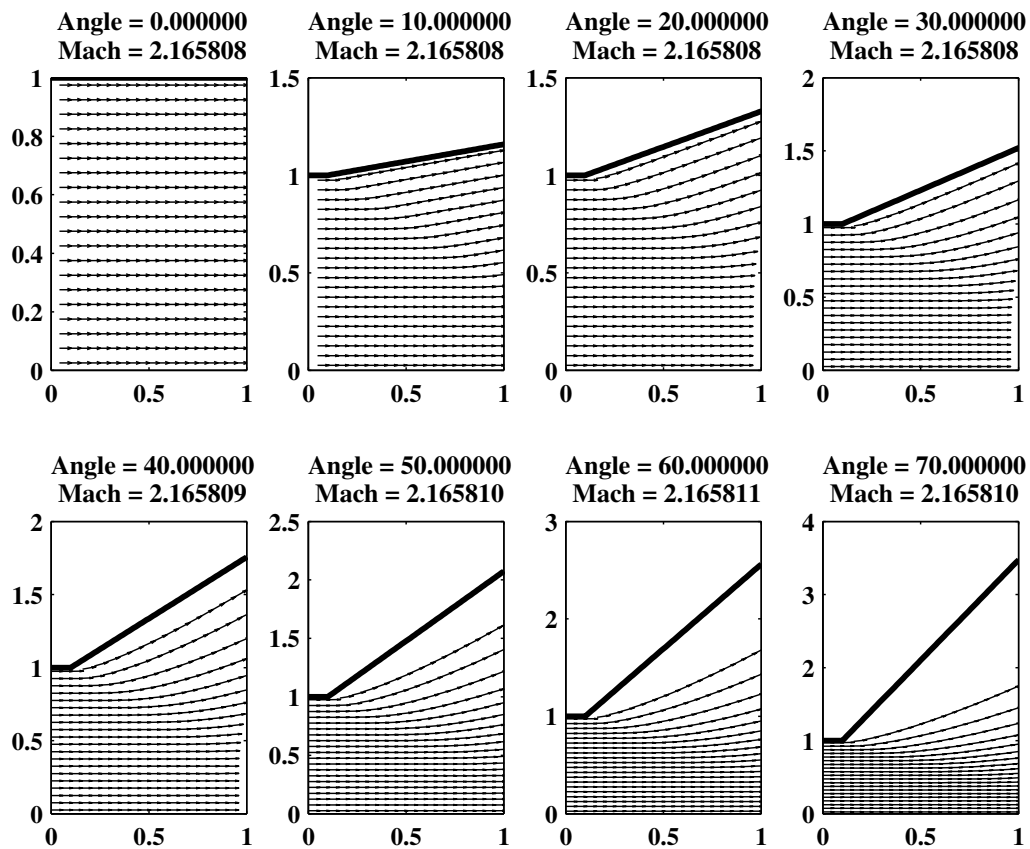 Angle = 0.000000
Mach = 2.165808
1
0.8
0.6
0.4
0.2
0
0 0.5 1
Angle = 10.000000
Mach = 2.165808
1.5
1
0.5
0
0 0.5 1
Angle = 20.000000
Mach = 2.165808
1.5
1
0.5
0
0 0.5 1
Angle = 30.000000
Mach = 2.165808
2
1.5
1
0.5
0
0 0.5 1
Angle = 40.000000
Mach = 2.165809
2
1.5
1
0.5
0
0 0.5 1
Angle = 50.000000
Mach = 2.165810
2.5
2
1.5
1
0.5
0
0 0.5 1
Angle = 60.000000
Mach = 2.165811
3
2
1
0
0 0.5 1
Angle = 70.000000
Mach = 2.165810
4
3
2
1
0
0 0.5 1